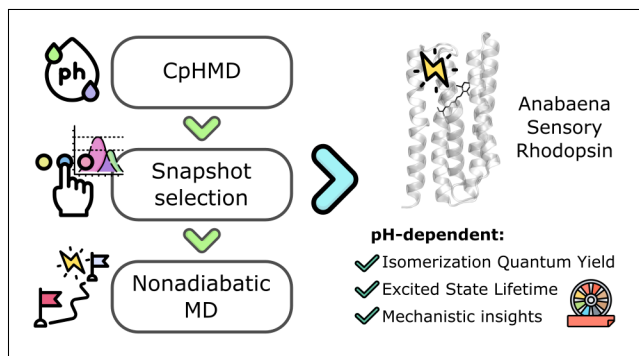 ph
CpHMD
Snapshot
selection
Nonadiabatic
MD
Anabaena
Sensory
Rhodopsin
pH-dependent:
Isomerization Quantum Yield
Excited State Lifetime
Mechanistic insights